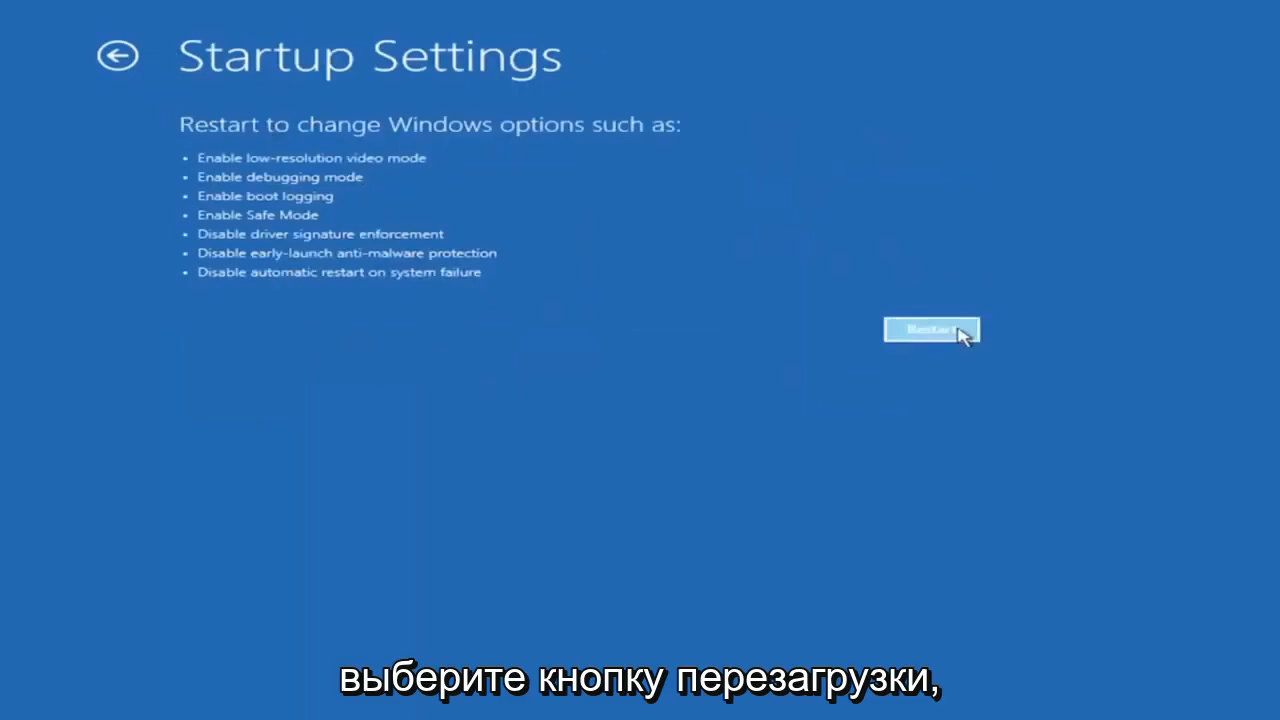 Startup Settings
Restart to change Windows options such as:
• Enable low-resolution video mode
• Enable debugging mode
• Enable boot logging
• Enable Safe Mode
• Disable driver signature enforcement
• Disable early-launch anti-malware protection
• Disable automatic restart on system failure
Restart
выберите кнопку перезагрузки,